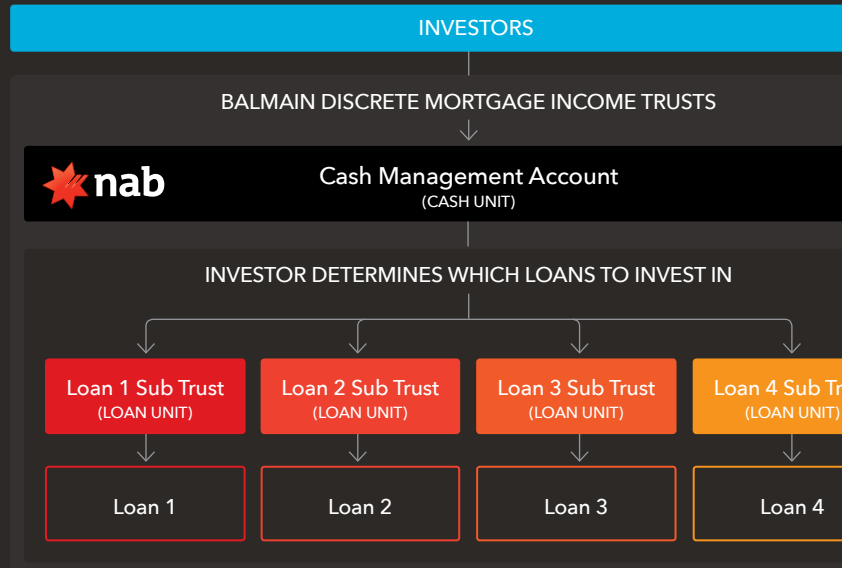 INVESTORS
BALMAIN DISCRETE MORTGAGE INCOME TRUSTS
nab
Cash Management Account
(CASH UNIT)
INVESTOR DETERMINES WHICH LOANS TO INVEST IN
Loan 1 Sub Trust
(LOAN UNIT)
Loan 2 Sub Trust
(LOAN UNIT)
Loan 3 Sub Trust
(LOAN UNIT)
Loan 4 Sub Tr
(LOAN UNIT)
Loan 1
Loan 2
Loan 3
Loan 4